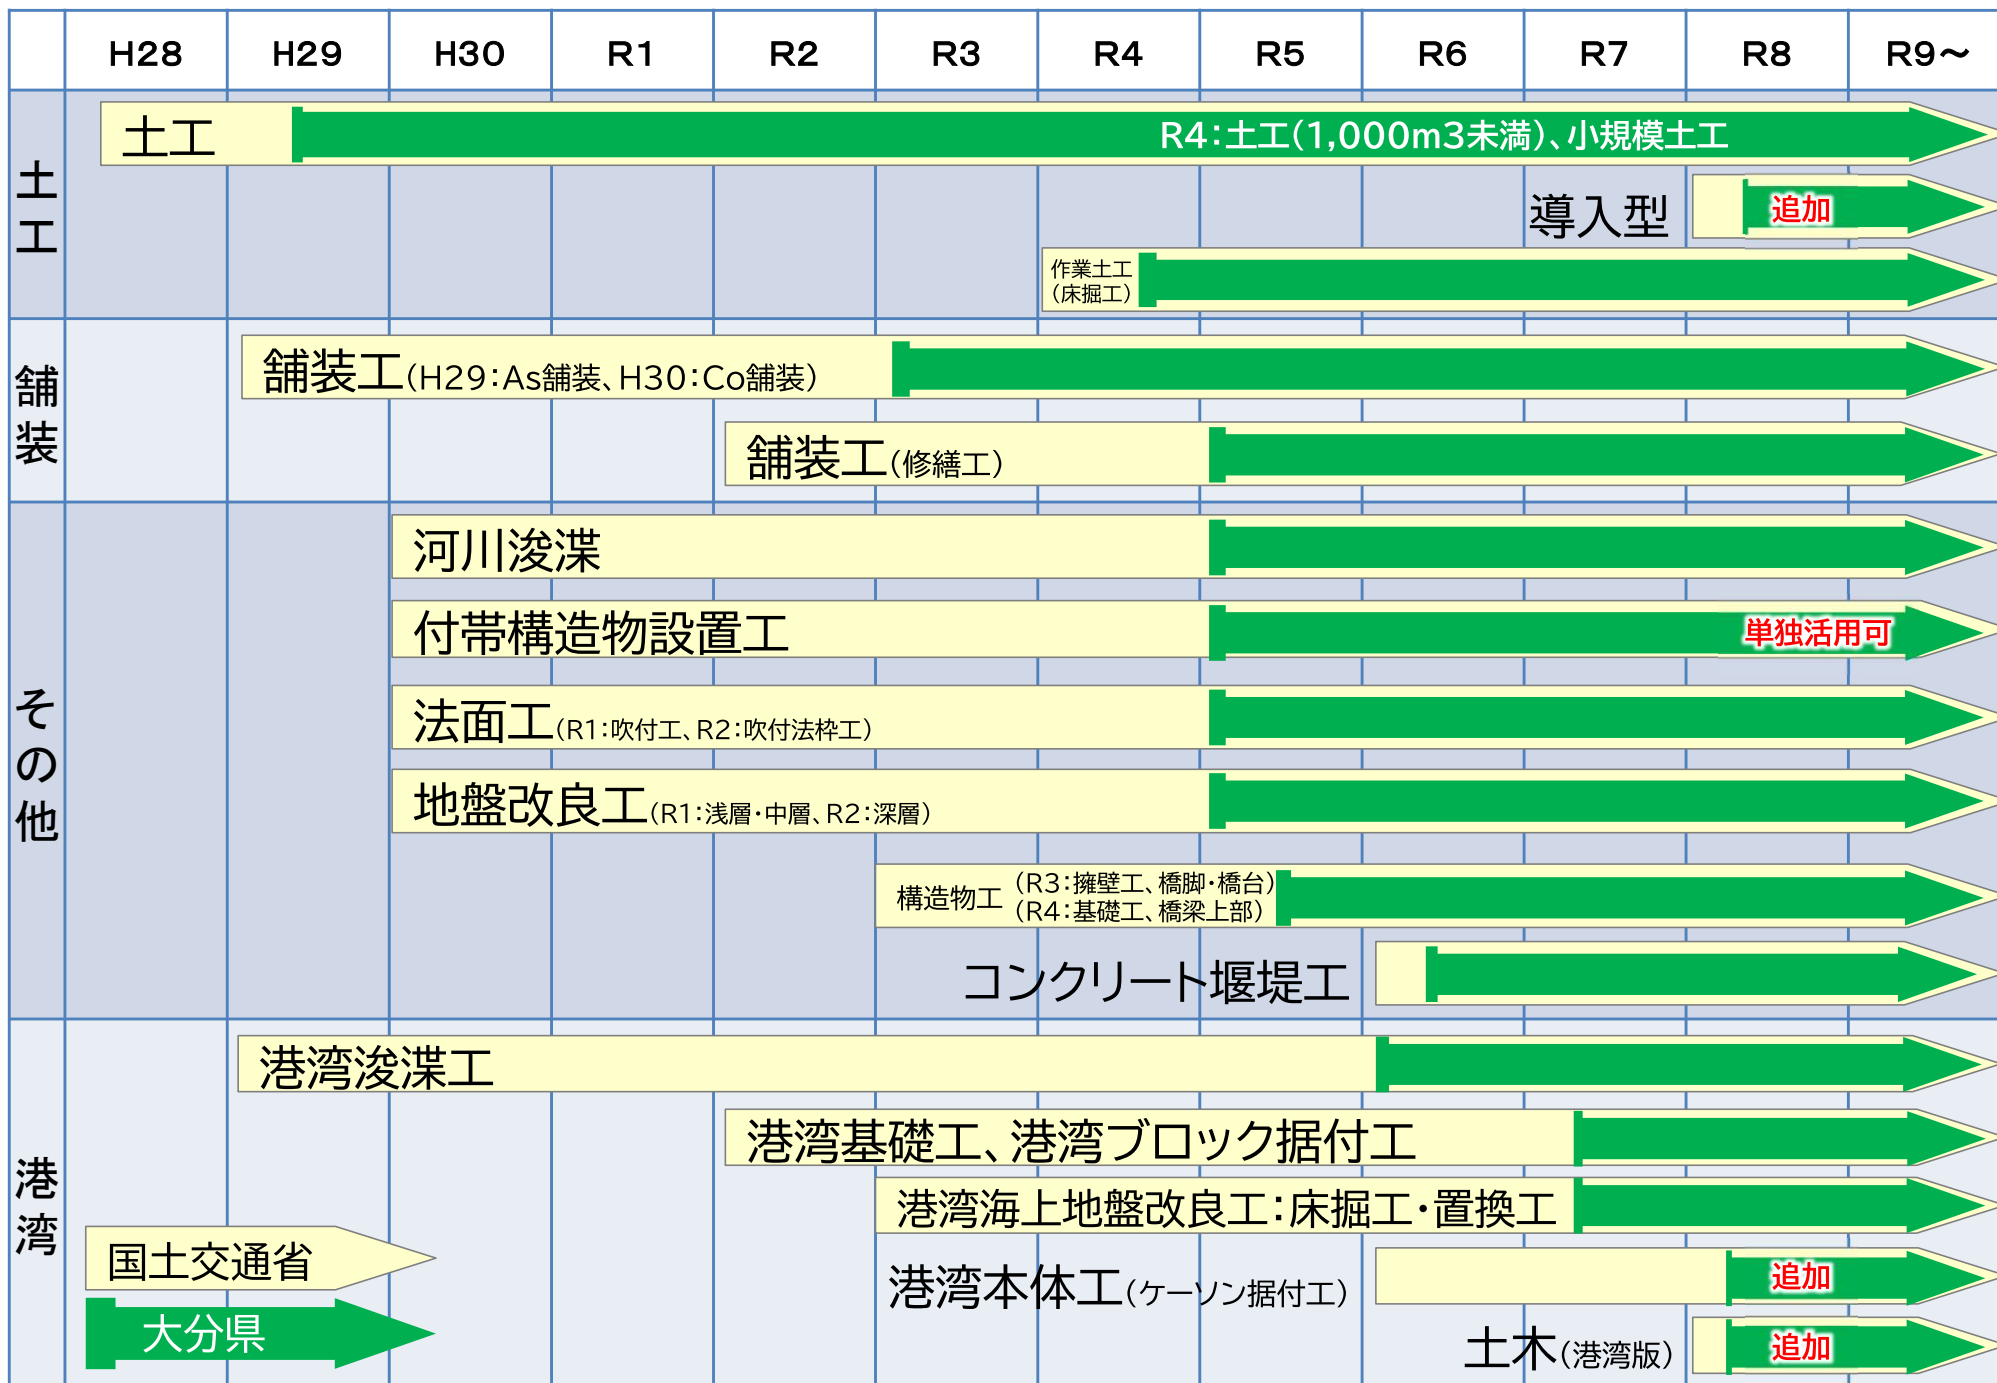 H28 H29 H30 R1 R2 R3 R4 R5 R6 R7 R8 R9～
土工
土工
R4：土工（1,000m3未満）、小規模土工
導入型
追加
作業土工
（床掘工）
舗装
舗装工（H29：As舗装、H30：Co舗装）
舗装工（修繕工）
その他
河川浚渫
付帯構造物設置工
単独活用可
法面工（R1：吹付工、R2：吹付法枠工）
地盤改良工（R1：浅層・中層、R2：深層）
構造物工
（R3：擁壁工、橋脚・橋台）
（R4：基礎工、橋梁上部）
コンクリート堰堤工
港湾
港湾浚渫工
港湾基礎工、港湾ブロック据付工
港湾海上地盤改良工：床掘工・置換工
港湾本体工（ケーソン据付工）
追加
土木（港湾版）
追加
国土交通省
大分県